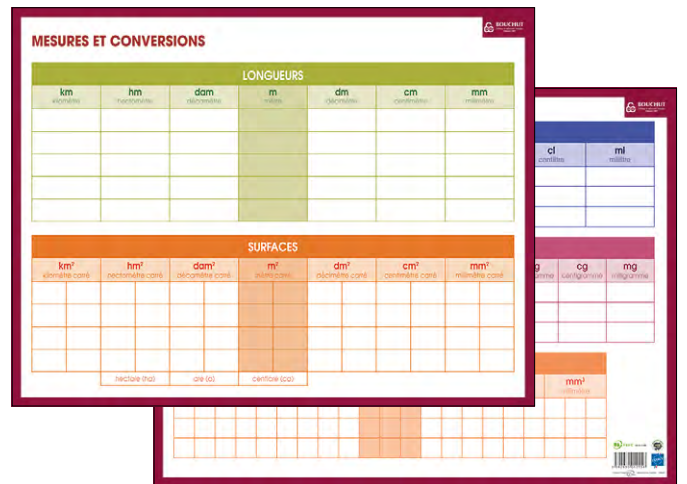 BOUCHUT
MESURES ET CONVERSIONS
LONGUEURS
km hm dam m dm cm mm
kilomètre hectomètre décamètre mètre décimètre centimètre millimètre
SURFACES
km² hm² dam² m² dm² cm² mm²
kilomètre carré hectomètre carré décamètre carré mètre carré décimètre carré centimètre carré millimètre carré
hectare (ha) are (a) centiare (ca)
BOUCHUT
cl ml
centilitre millilitre
g cg mg
centigramme milligramme
mm³